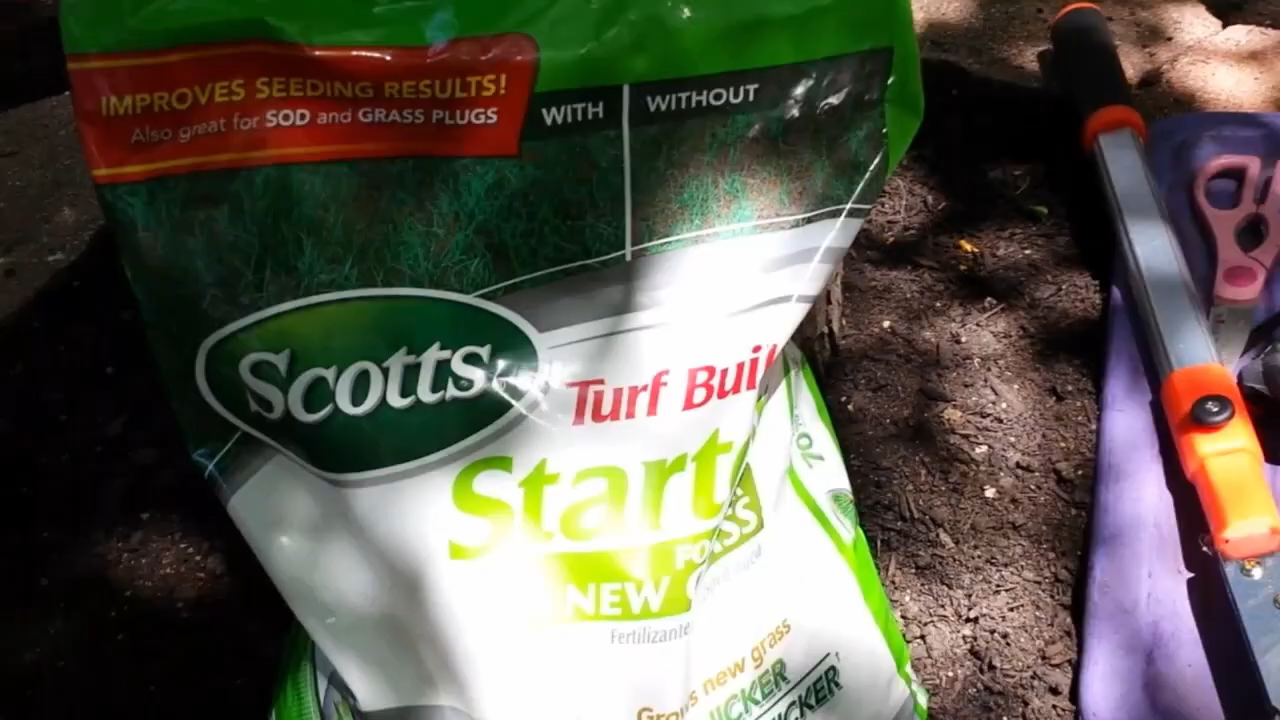 IMPROVES SEEDING RESULTS!
Also great for SOD and GRASS PLUGS
WITH
WITHOUT
Scotts
Turf Buil
Start
NEW
Fertilizante
new grass